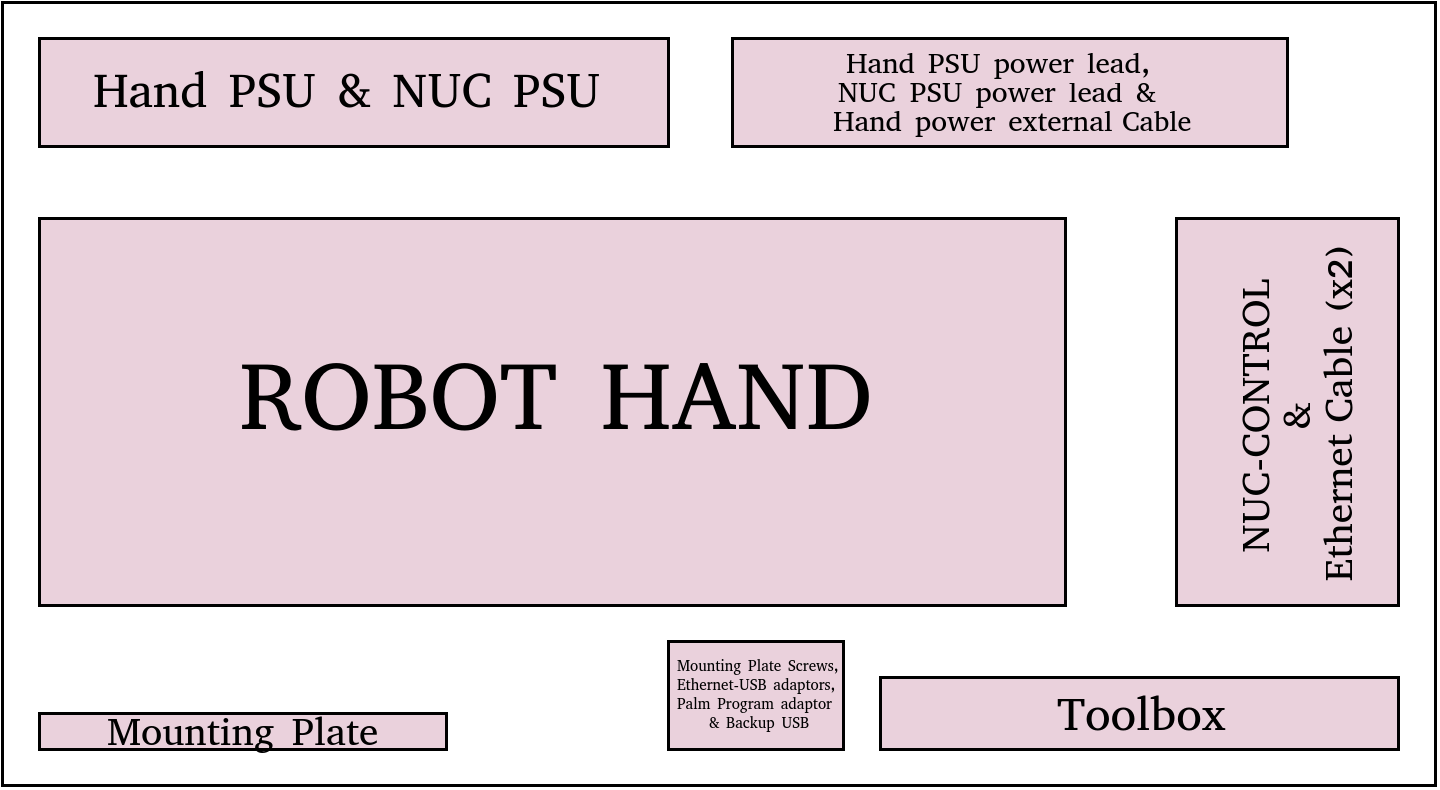 Hand PSU & NUC PSU
Hand PSU power lead,
NUC PSU power lead &
Hand power external Cable
ROBOT HAND
NUC-CONTROL
&
Ethernet Cable (x2)
Mounting Plate
Mounting Plate Screws,
Ethernet-USB adaptors,
Palm Program adaptor
& Backup USB
Toolbox